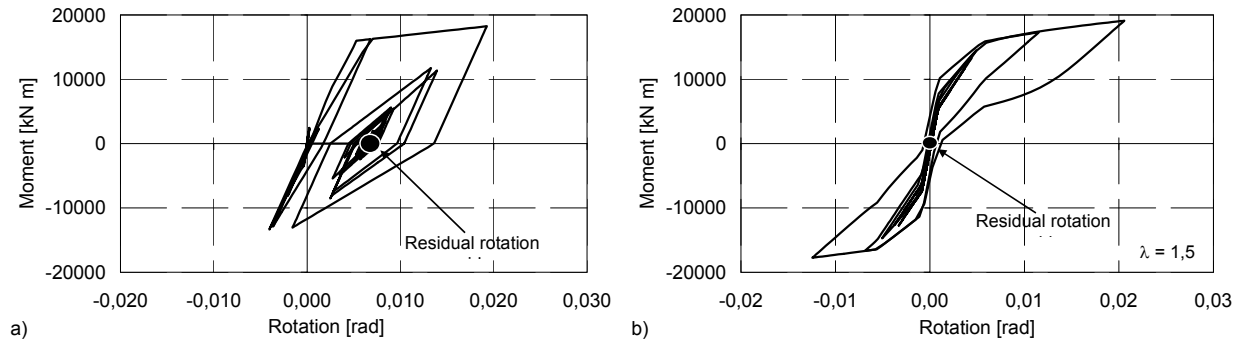 20000
10000
0
-10000
-20000
Moment [kN m]
Residual rotation
-0,020
-0,010
0,000
0,010
0,020
0,030
Rotation [rad]
a)
20000
10000
0
-10000
-20000
Moment [kN m]
Residual rotation
λ = 1,5
-0,02
-0,01
0,00
0,01
0,02
0,03
Rotation [rad]
b)